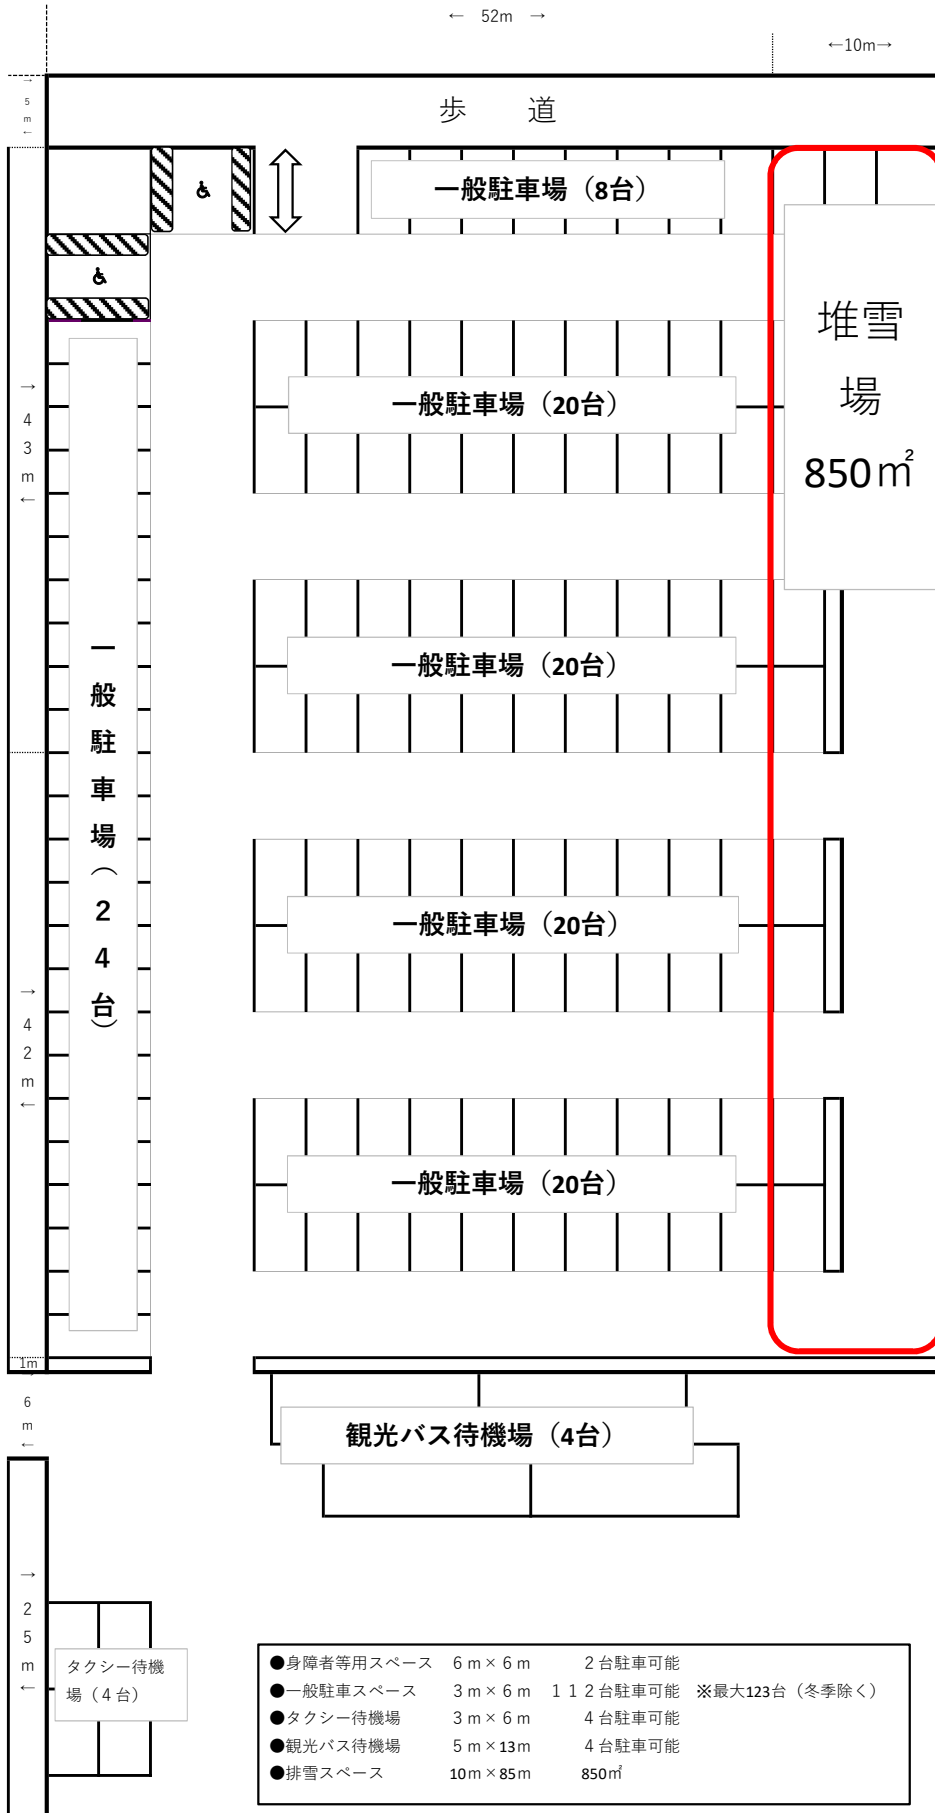 ← 52m →
←10m→
→
5
m
←
歩　道
一般駐車場（8台）
堆雪
場
850㎡
→
4
3
m
←
一般駐車場（20台）
一般駐車場（20台）
一般駐車場（24台）
一般駐車場（20台）
→
4
2
m
←
一般駐車場（20台）
1m
→
6
m
←
観光バス待機場（4台）
→
2
5
m
←
タクシー待機
場（４台）
●身障者等用スペース　６ｍ×６ｍ　２台駐車可能
●一般駐車スペース　３ｍ×６ｍ　１１２台駐車可能　※最大123台（冬季除く）
●タクシー待機場　３ｍ×６ｍ　４台駐車可能
●観光バス待機場　５ｍ×13ｍ　４台駐車可能
●排雪スペース　10ｍ×85ｍ　850㎡